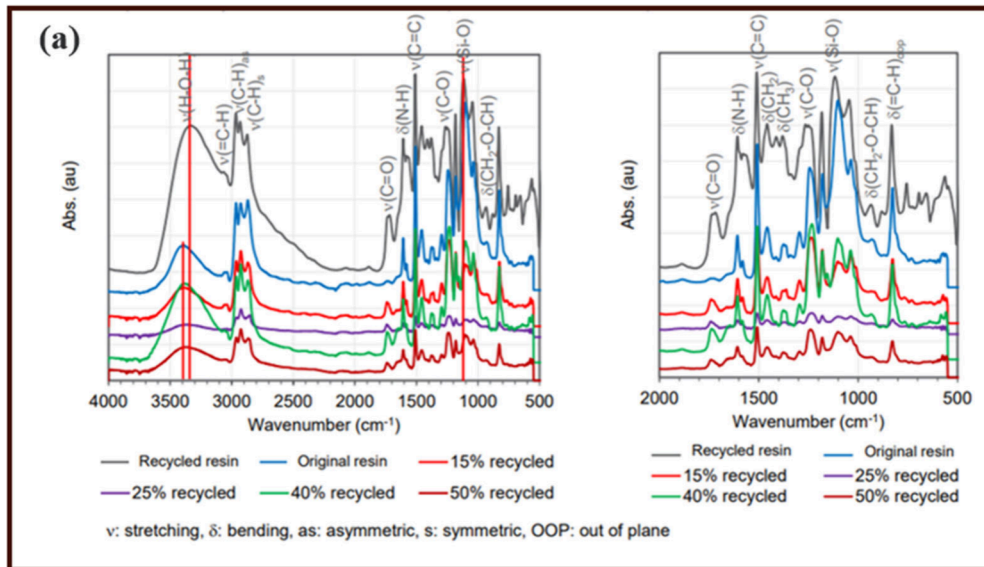 (a)
ν(H-O-H)
ν(=C-H)
ν(C-H)as
ν(C-H)s
ν(C=O)
δ(N-H)
ν(C=C)
ν(C-O)
δ(CH2-O-CH)
ν(Si-O)
Abs. (au)
4000 3500 3000 2500 2000 1500 1000 500
Wavenumber (cm-1)
Recycled resin Original resin 15% recycled
25% recycled 40% recycled 50% recycled
ν: stretching, δ: bending, as: asymmetric, s: symmetric, OOP: out of plane
ν(C=O)
δ(N-H)
ν(C=C)
δ(CH2)
δ(CH3)
ν(C-O)
ν(Si-O)
δ(CH2-O-CH)
δ(=C-H)oop
Abs. (au)
2000 1500 1000 500
Wavenumber (cm-1)
Recycled resin Original resin
15% recycled 25% recycled
40% recycled 50% recycled